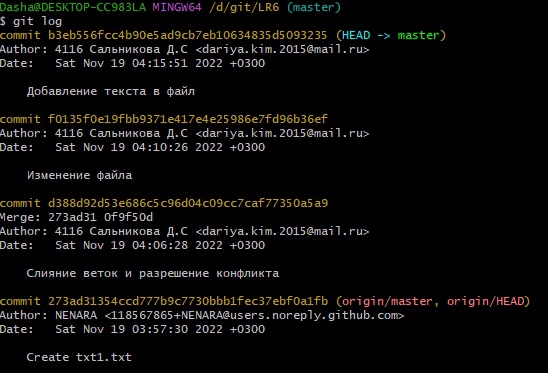 Dasha@DESKTOP-CC983LA MINGW64 /d/git/LR6 (master)
$ git log
commit b3eb556fcc4b90e5ad9cb7eb10634835d5093235 (HEAD -> master)
Author: 4116 Сальникова Д.С <dariya.kim.2015@mail.ru>
Date:   Sat Nov 19 04:15:51 2022 +0300
Добавление текста в файл
commit f0135f0e19fbb9371e417e4e25986e7fd96b36ef
Author: 4116 Сальникова Д.С <dariya.kim.2015@mail.ru>
Date:   Sat Nov 19 04:10:26 2022 +0300
Изменение файла
commit d388d92d53e686c5c96d04c09cc7caf77350a5a9
Merge: 273ad31 0f9f50d
Author: 4116 Сальникова Д.С <dariya.kim.2015@mail.ru>
Date:   Sat Nov 19 04:06:28 2022 +0300
Слияние веток и разрешение конфликта
commit 273ad31354ccd777b9c7730bbb1fec37ebf0a1fb (origin/master, origin/HEAD)
Author: NENARA <118567865+NENARA@users.noreply.github.com>
Date:   Sat Nov 19 03:57:30 2022 +0300
Create txt1.txt